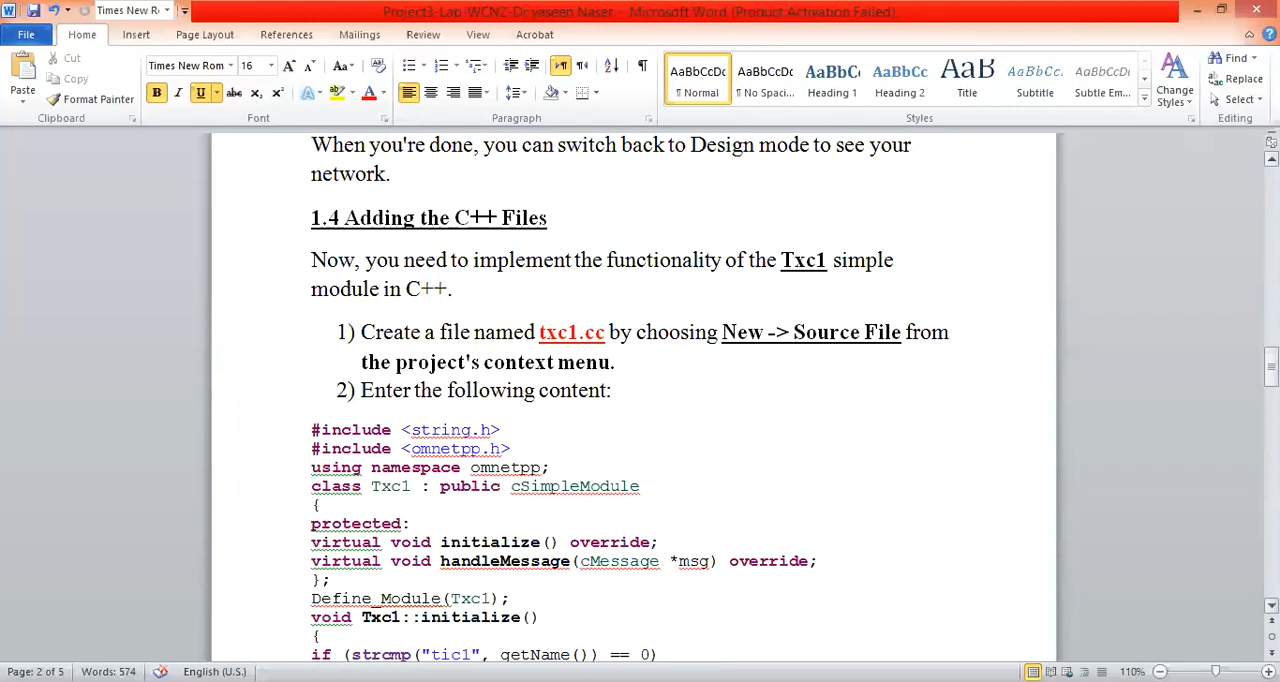 Times New R
Project3-Lap-WCN2-Dr yaseen Naser - Microsoft Word (Product Activation Failed)
File Home Insert Page Layout References Mailings Review View Acrobat
Paste
Cut
Copy
Format Painter
Clipboard
Times New Rom 16
Font
Paragraph
AaBbCcDc AaBbCcDc AaBbC AaBbCc AaB AaBbCc. AaBbCcDc
¶ Normal ¶ No Spaci... Heading 1 Heading 2 Title Subtitle Subtle Em...
Change
Styles
Styles
Find
Replace
Select
Editing
When you're done, you can switch back to Design mode to see your
network.
1.4 Adding the C++ Files
Now, you need to implement the functionality of the Txc1 simple
module in C++.
1) Create a file named txc1.cc by choosing New -> Source File from
the project's context menu.
2) Enter the following content:
#include <string.h>
#include <omnetpp.h>
using namespace omnetpp;
class Txc1 : public cSimpleModule
{
protected:
virtual void initialize() override;
virtual void handleMessage(cMessage *msg) override;
};
Define_Module(Txc1);
void Txc1::initialize()
{
if (strcmp("tic1", getName()) == 0)
Page: 2 of 5 Words: 574 English (U.S.) 110%